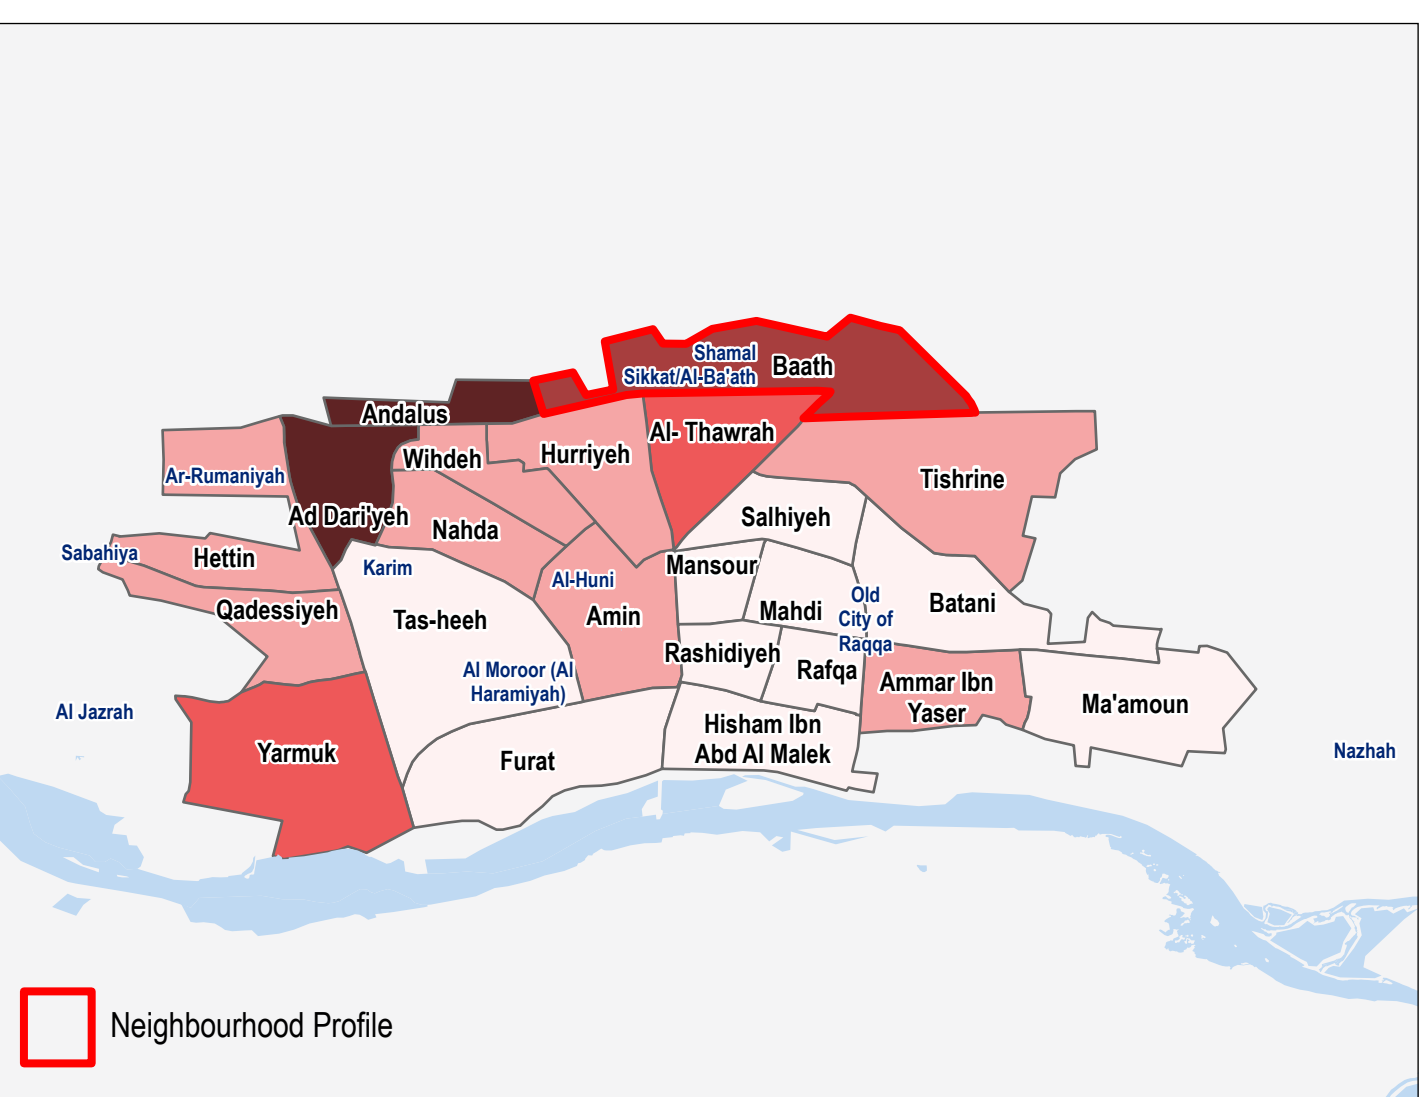 Shamal
Sikkat/Al-Ba'ath
Baath
Andalus
Al- Thawrah
Wihdeh
Hurriyeh
Ar-Rumaniyah
Tishrine
Ad Dari'yeh
Nahda
Salhiyeh
Sabahiya
Hettin
Karim
Al-Huni
Mansour
Qadessiyeh
Tas-heeh
Amin
Mahdi
Old
City of
Raqqa
Batani
Rashidiyeh
Rafqa
Al Moroor (Al
Haramiyah)
Ammar Ibn
Yaser
Ma'amoun
Al Jazrah
Hisham Ibn
Abd Al Malek
Yarmuk
Furat
Nazhah
Neighbourhood Profile